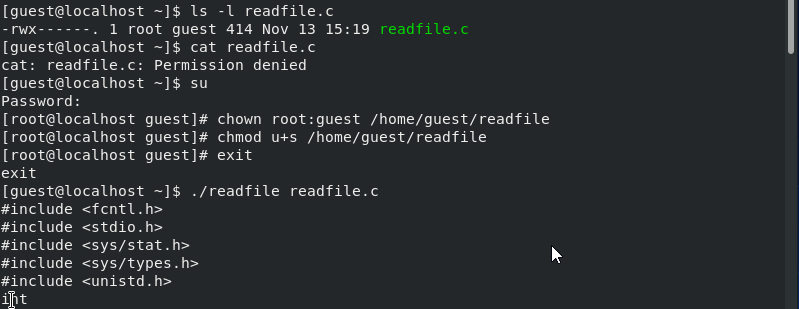 [guest@localhost ~]$ ls -l readfile.c
-rwx------. 1 root guest 414 Nov 13 15:19 readfile.c
[guest@localhost ~]$ cat readfile.c
cat: readfile.c: Permission denied
[guest@localhost ~]$ su
Password:
[root@localhost guest]# chown root:guest /home/guest/readfile
[root@localhost guest]# chmod u+s /home/guest/readfile
[root@localhost guest]# exit
exit
[guest@localhost ~]$ ./readfile readfile.c
#include <fcntl.h>
#include <stdio.h>
#include <sys/stat.h>
#include <sys/types.h>
#include <unistd.h>
int